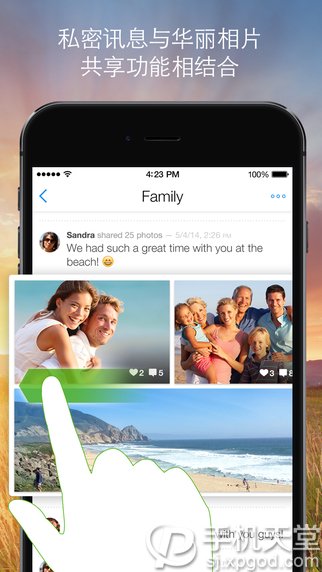 私密讯息与华丽相片
共享功能相结合
4:23 PM 100%
Family
Sandra shared 25 photos — 5/4/14, 2:26 PM
We had such a great time with you at the
beach! 😀
2 5 3 8
with you guys!
手机天堂
sj.xpgod.com